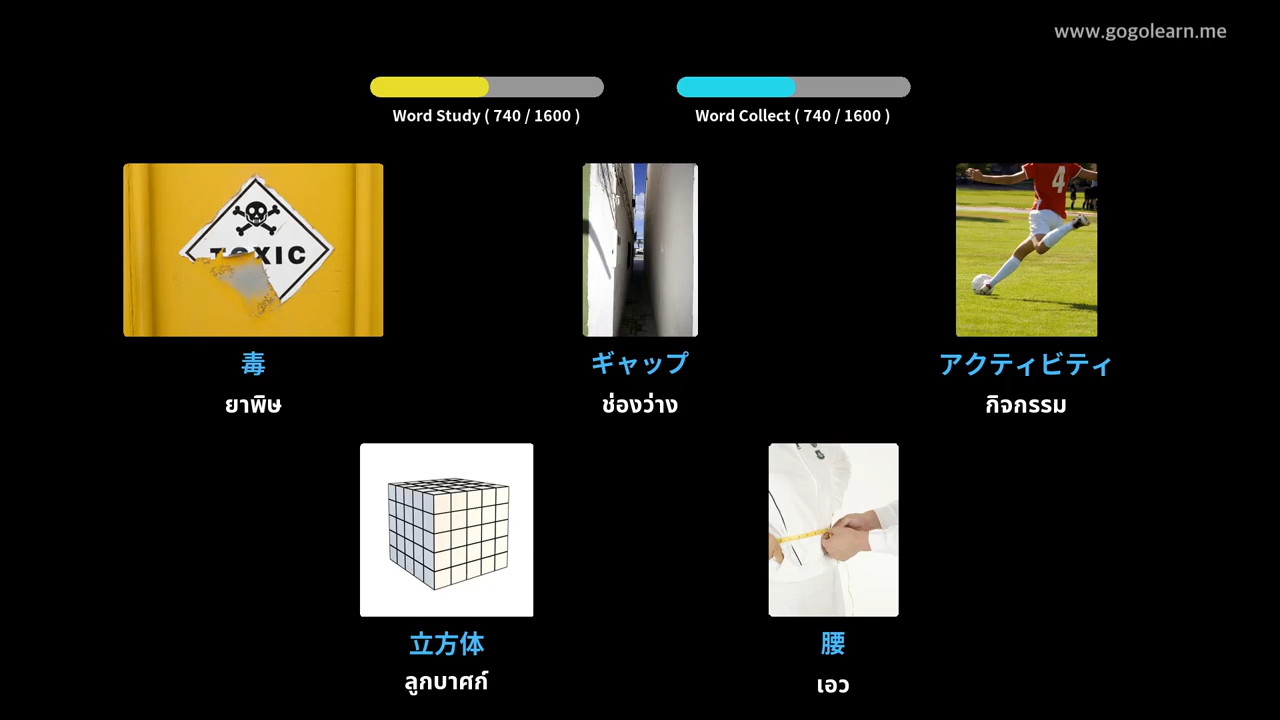 www.gogolearn.me
Word Study ( 740 / 1600 )
Word Collect ( 740 / 1600 )
TOXIC
4
毒
ギャップ
アクティビティ
ยาพิษ
ช่องว่าง
กิจกรรม
立方体
腰
ลูกบาศก์
เอว